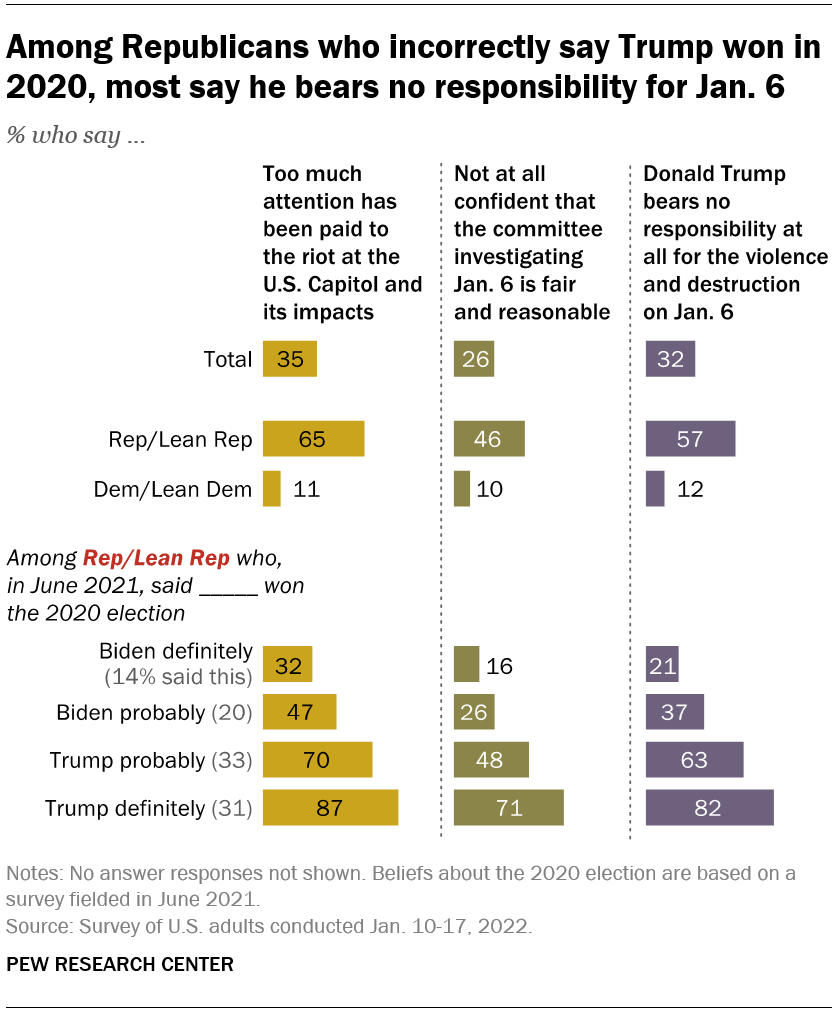 Among Republicans who incorrectly say Trump won in
2020, most say he bears no responsibility for Jan. 6
% who say ...
Too much
attention has
been paid to
the riot at the
U.S. Capitol and
its impacts
Not at all
confident that
the committee
investigating
Jan. 6 is fair
and reasonable
Donald Trump
bears no
responsibility at
all for the violence
and destruction
on Jan. 6
Total 35 26 32
Rep/Lean Rep 65 46 57
Dem/Lean Dem 11 10 12
Among Rep/Lean Rep who,
in June 2021, said _____ won
the 2020 election
Biden definitely
(14% said this) 32 16 21
Biden probably (20) 47 26 37
Trump probably (33) 70 48 63
Trump definitely (31) 87 71 82
Notes: No answer responses not shown. Beliefs about the 2020 election are based on a
survey fielded in June 2021.
Source: Survey of U.S. adults conducted Jan. 10-17, 2022.
PEW RESEARCH CENTER